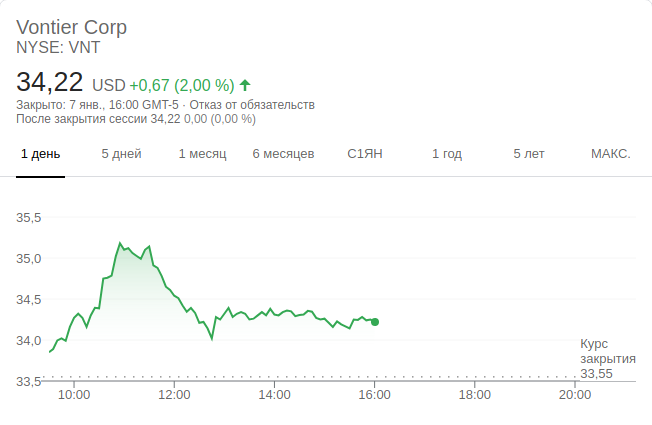 Vontier Corp
NYSE: VNT
34,22 USD +0,67 (2,00 %)
Закрыто: 7 янв., 16:00 GMT-5 · Отказ от обязательств
После закрытия сессии 34,22 0,00 (0,00 %)
1 день 5 дней 1 месяц 6 месяцев С1ЯН 1 год 5 лет МАКС.
35,5
35,0
34,5
34,0
Курс
закрытия
33,55
33,5
10:00 12:00 14:00 16:00 18:00 20:00